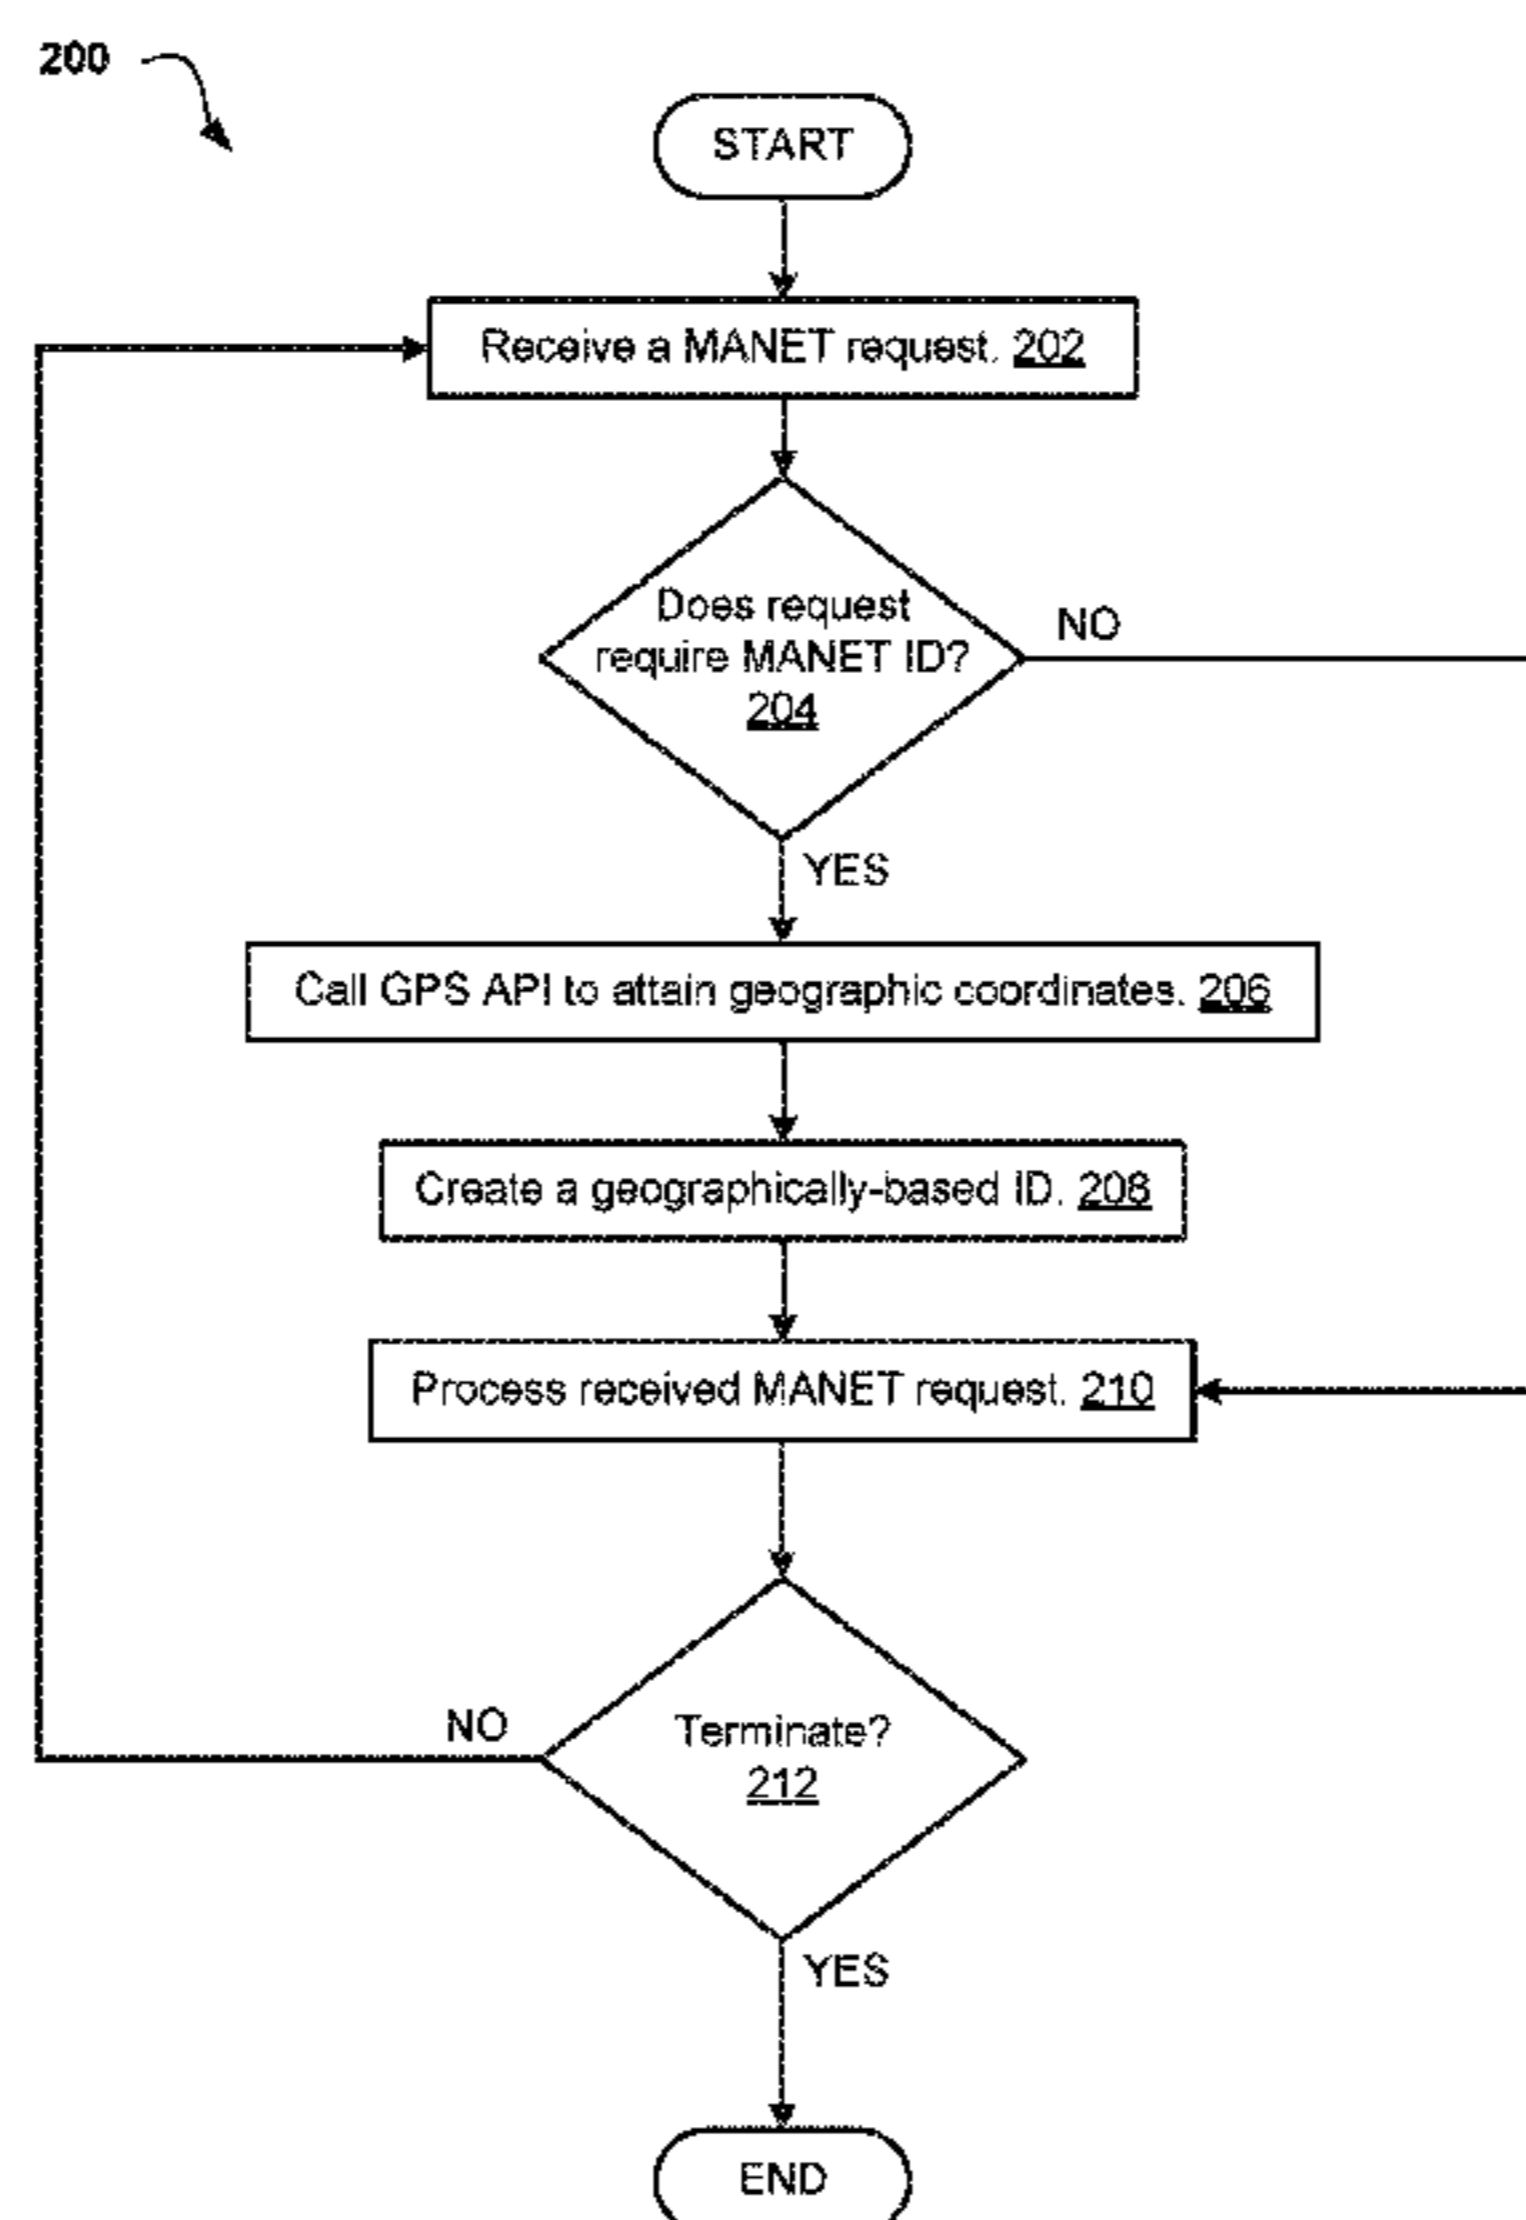 200
START
Receive a MANET request. 202
Does request
require MANET ID?
204
NO
YES
Call GPS API to attain geographic coordinates. 206
Create a geographically-based ID. 208
Process received MANET request. 210
Terminate?
212
NO
YES
END